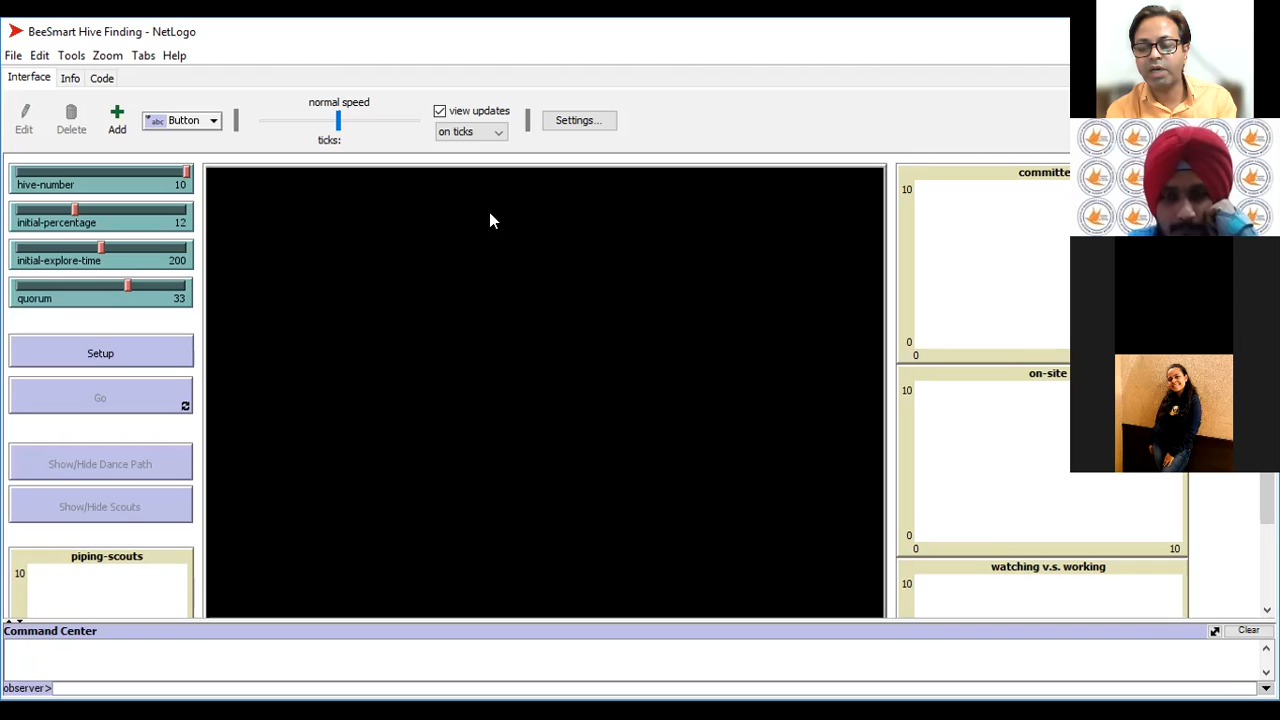 BeeSmart Hive Finding - NetLogo
File Edit Tools Zoom Tabs Help
Interface Info Code
Edit Delete Add abc Button normal speed ticks: view updates on ticks Settings...
hive-number 10
initial-percentage 12
initial-explore-time 200
quorum 33
Setup
Go
Show/Hide Dance Path
Show/Hide Scouts
piping-scouts
10
committe
10
0
0
on-site
10
0
0 10
watching v.s. working
10
Command Center Clear
observer>